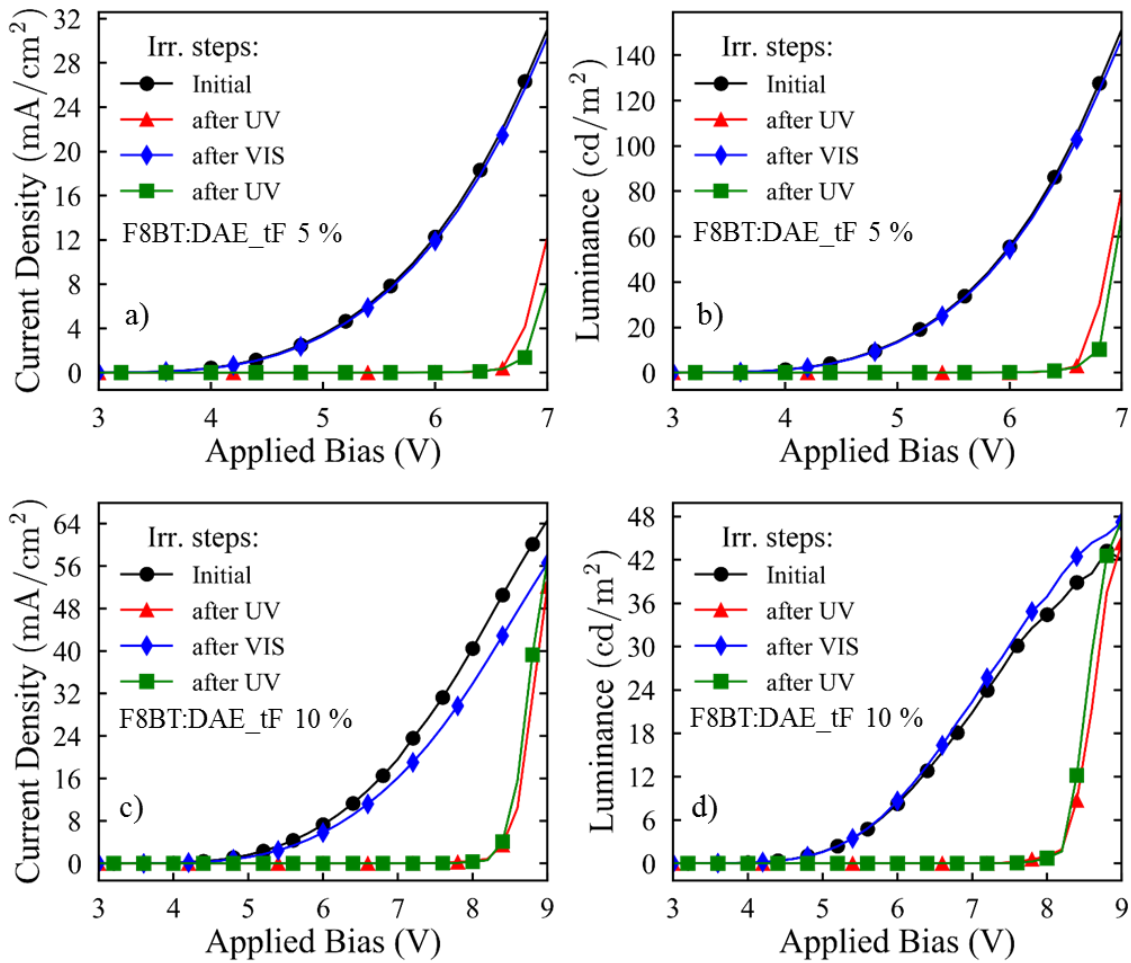 32
28
24
20
16
12
8
4
0
Current Density (mA/cm²)
Irr. steps:
Initial
after UV
after VIS
after UV
F8BT:DAE_tF 5 %
a)
3 4 5 6 7
Applied Bias (V)
140
120
100
80
60
40
20
0
Luminance (cd/m²)
Irr. steps:
Initial
after UV
after VIS
after UV
F8BT:DAE_tF 5 %
b)
3 4 5 6 7
Applied Bias (V)
64
56
48
40
32
24
16
8
0
Current Density (mA/cm²)
Irr. steps:
Initial
after UV
after VIS
after UV
F8BT:DAE_tF 10 %
c)
3 4 5 6 7 8 9
Applied Bias (V)
48
42
36
30
24
18
12
6
0
Luminance (cd/m²)
Irr. steps:
Initial
after UV
after VIS
after UV
F8BT:DAE_tF 10 %
d)
3 4 5 6 7 8 9
Applied Bias (V)